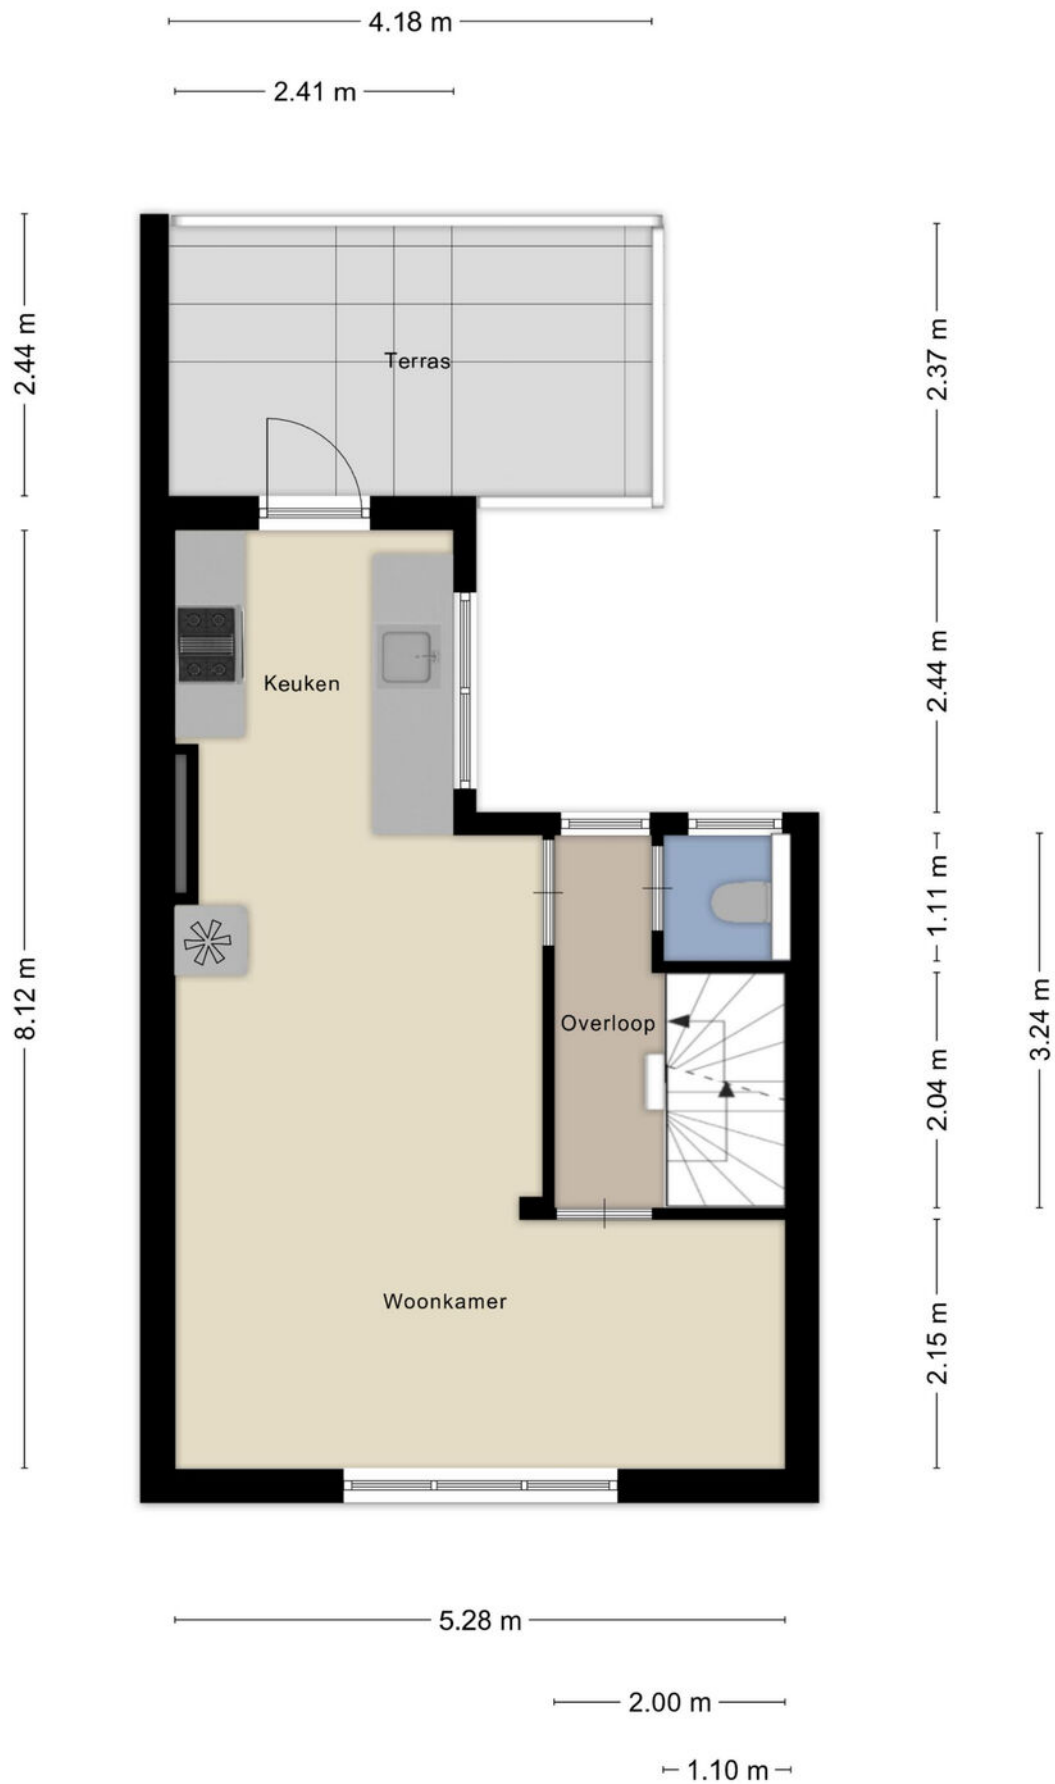 4.18 m
2.41 m
2.44 m
2.37 m
Terras
2.44 m
Keuken
1.11 m
8.12 m
3.24 m
Overloop
2.04 m
Woonkamer
2.15 m
5.28 m
2.00 m
1.10 m